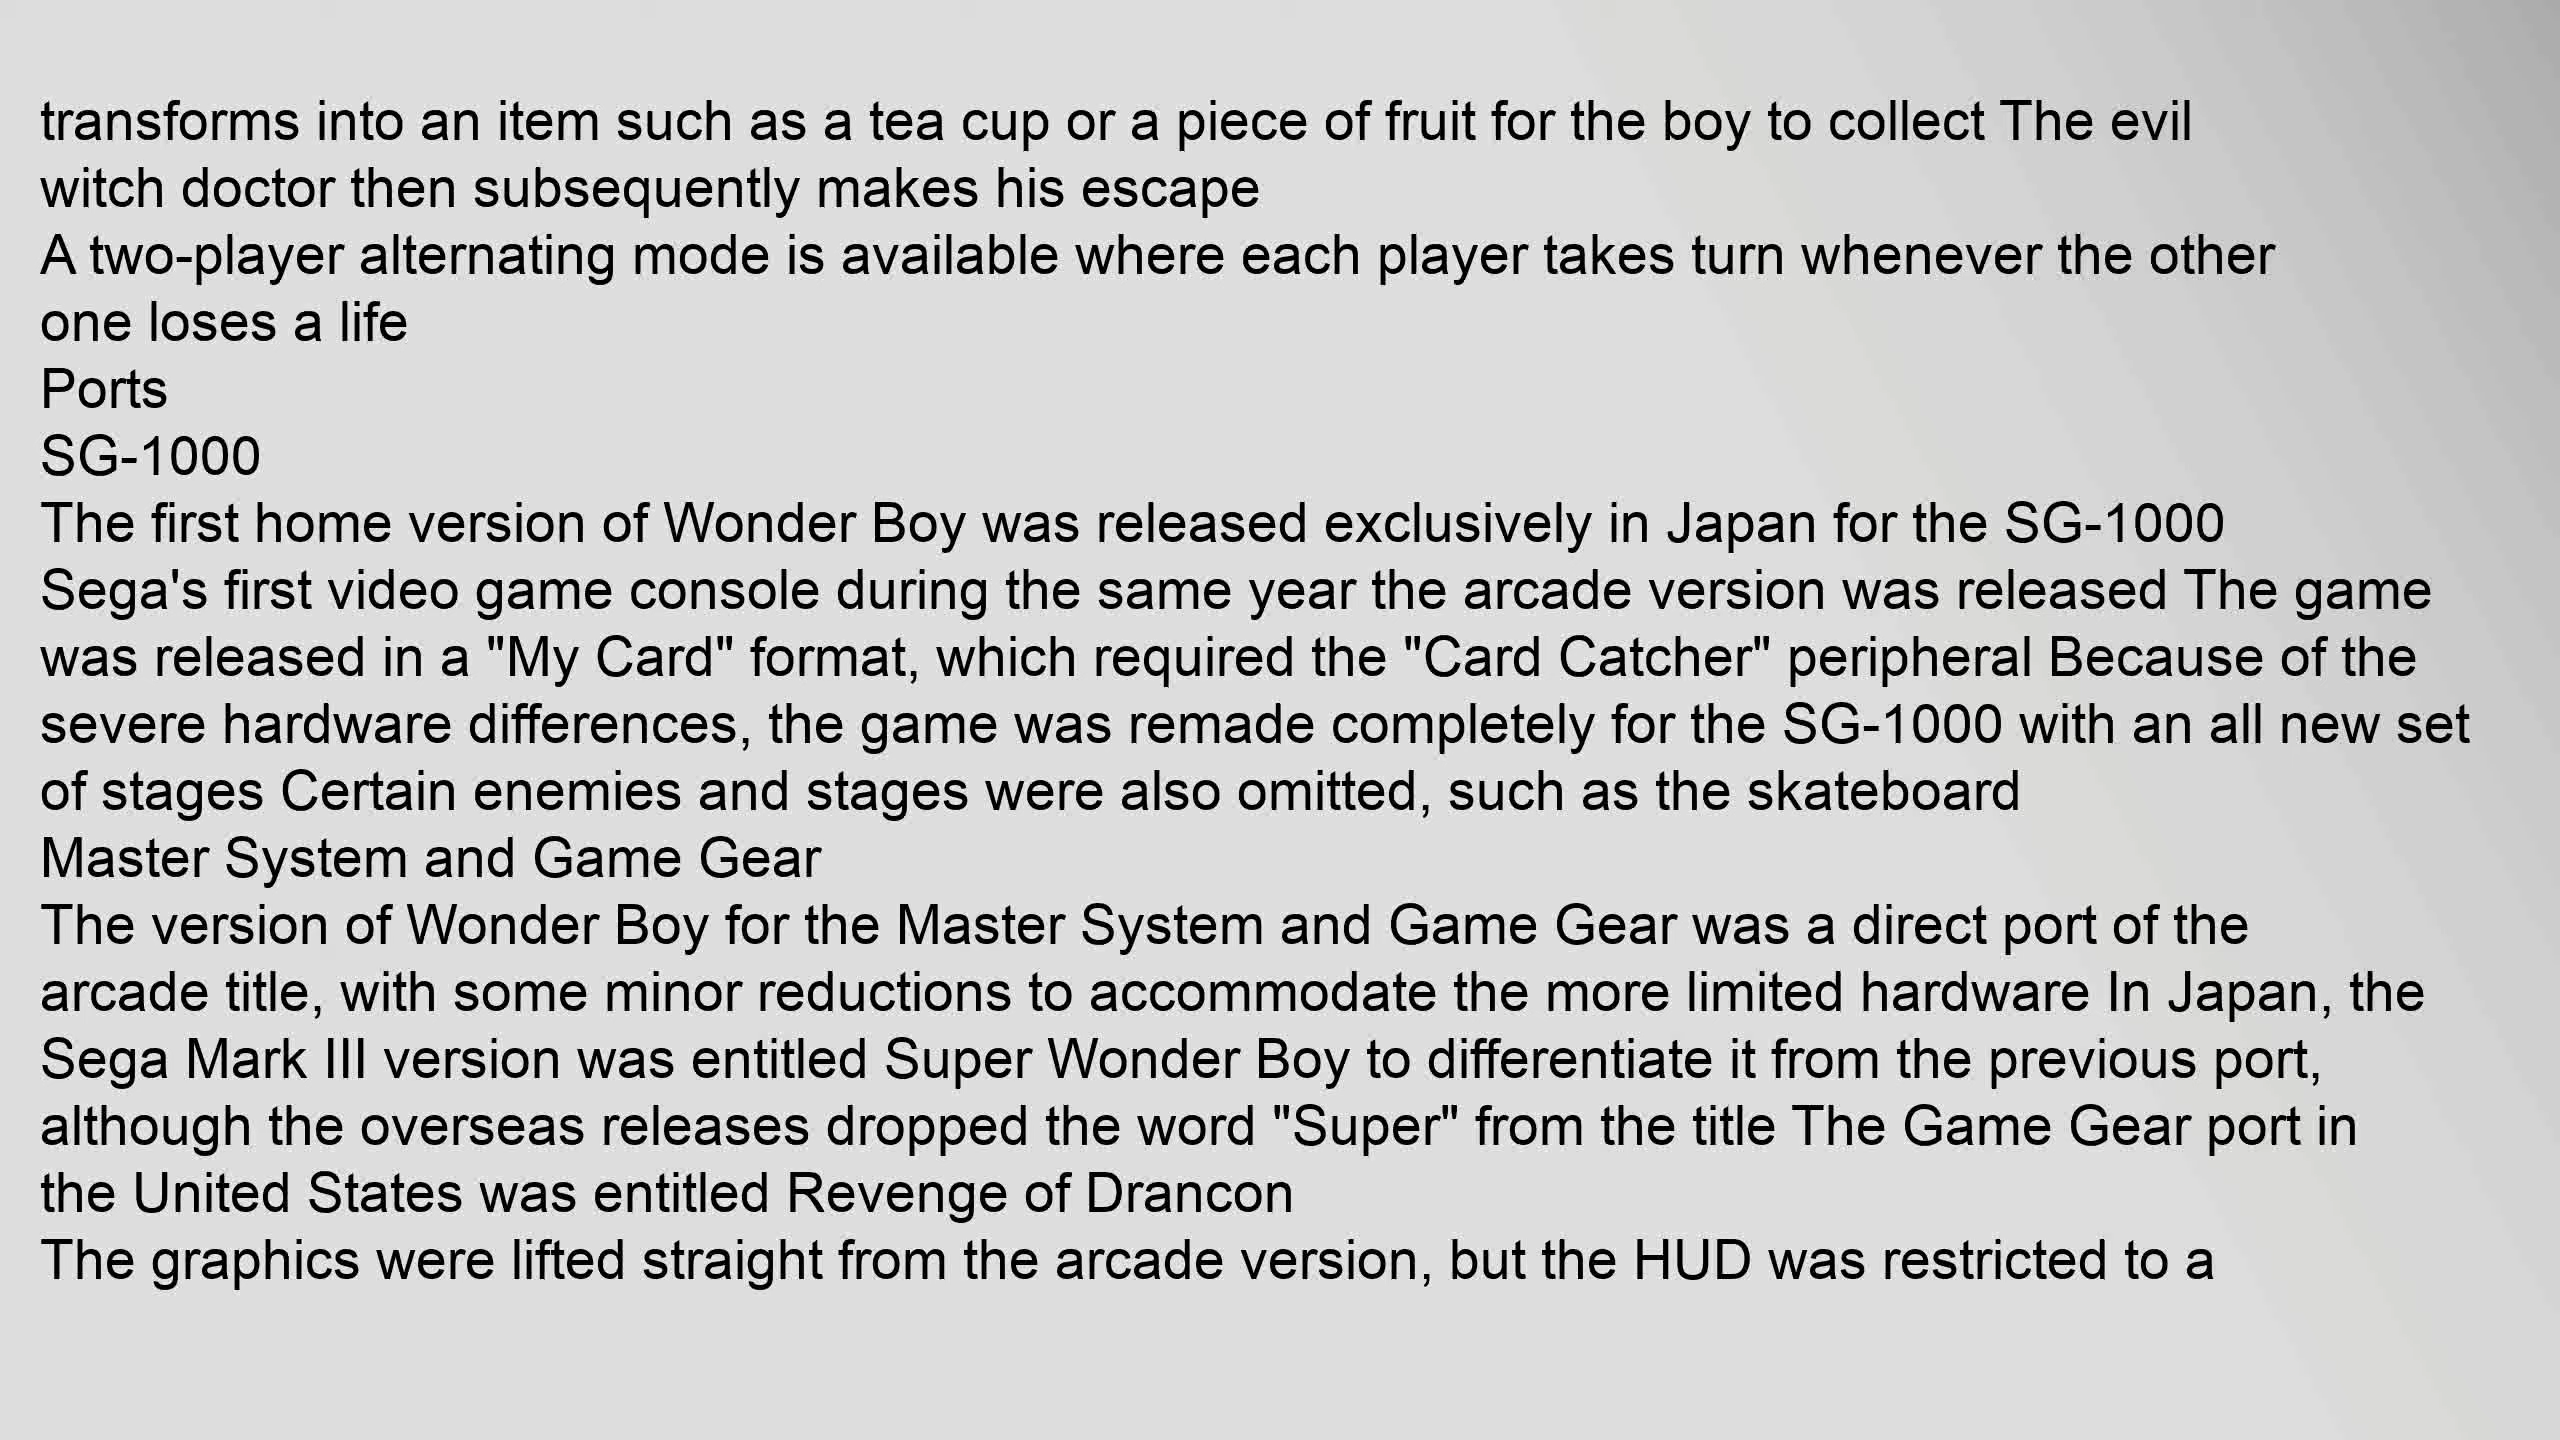 transforms into an item such as a tea cup or a piece of fruit for the boy to collect The evil
witch doctor then subsequently makes his escape
A two-player alternating mode is available where each player takes turn whenever the other
one loses a life
Ports
SG-1000
The first home version of Wonder Boy was released exclusively in Japan for the SG-1000
Sega's first video game console during the same year the arcade version was released The game
was released in a "My Card" format, which required the "Card Catcher" peripheral Because of the
severe hardware differences, the game was remade completely for the SG-1000 with an all new set
of stages Certain enemies and stages were also omitted, such as the skateboard
Master System and Game Gear
The version of Wonder Boy for the Master System and Game Gear was a direct port of the
arcade title, with some minor reductions to accommodate the more limited hardware In Japan, the
Sega Mark III version was entitled Super Wonder Boy to differentiate it from the previous port,
although the overseas releases dropped the word "Super" from the title The Game Gear port in
the United States was entitled Revenge of Drancon
The graphics were lifted straight from the arcade version, but the HUD was restricted to a